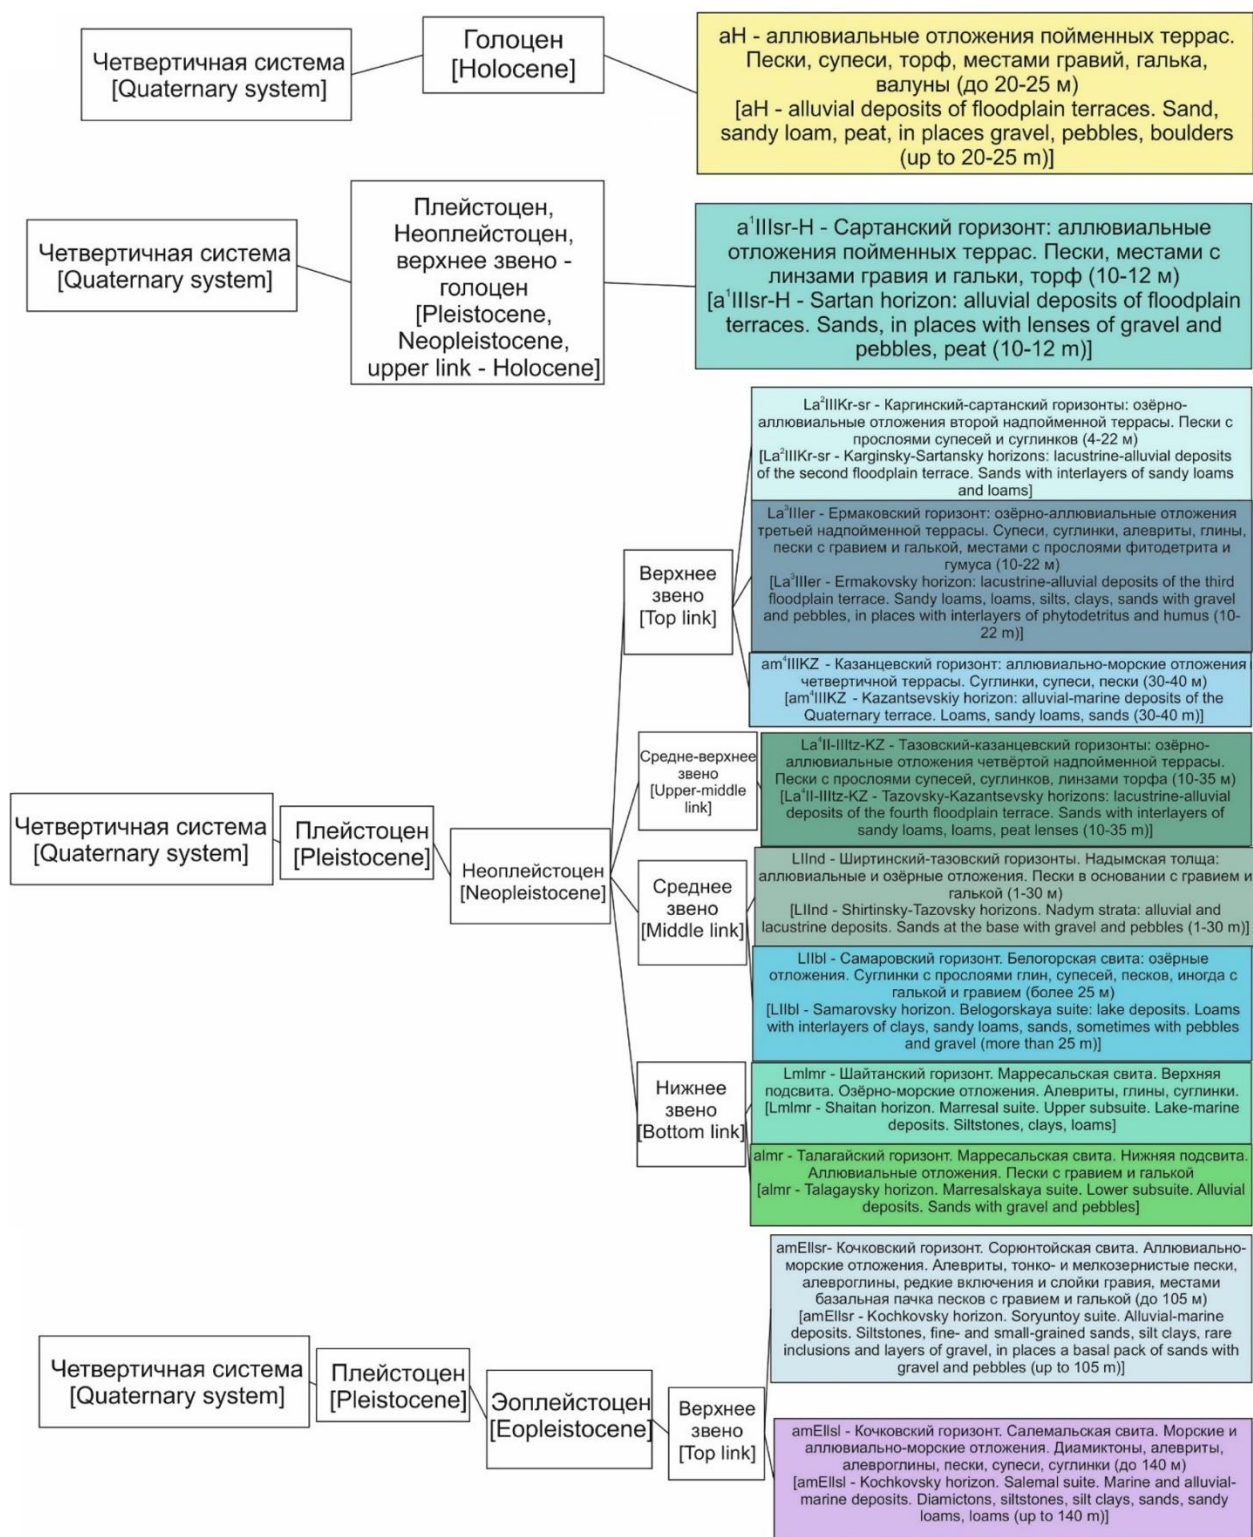 Четвертичная система
[Quaternary system]
Голоцен
[Holocene]
aH - аллювиальные отложения пойменных террас.
Пески, супеси, торф, местами гравий, галька,
валуны (до 20-25 м)
[aH - alluvial deposits of floodplain terraces. Sand,
sandy loam, peat, in places gravel, pebbles, boulders
(up to 20-25 m)]
Четвертичная система
[Quaternary system]
Плейстоцен,
Неоплейстоцен,
верхнее звено -
голоцен
[Pleistocene,
Neopleistocene,
upper link - Holocene]
a¹IIIsr-H - Сартанский горизонт: аллювиальные
отложения пойменных террас. Пески, местами с
линзами гравия и гальки, торф (10-12 м)
[a¹IIIsr-H - Sartan horizon: alluvial deposits of floodplain
terraces. Sands, in places with lenses of gravel and
pebbles, peat (10-12 m)]
Четвертичная система
[Quaternary system]
Плейстоцен
[Pleistocene]
Неоплейстоцен
[Neopleistocene]
Верхнее
звено
[Top link]
La²IIIKr-sr - Каргинский-сартанский горизонты: озёрно-
аллювиальные отложения второй надпойменной террасы. Пески с
прослоями супесей и суглинков (4-22 м)
[La²IIIKr-sr - Karginsky-Sartansky horizons: lacustrine-alluvial deposits
of the second floodplain terrace. Sands with interlayers of sandy loams
and loams]
La³IIIer - Ермаковский горизонт: озёрно-аллювиальные отложения
третьей надпойменной террасы. Супеси, суглинки, алевриты, глины,
пески с гравием и галькой, местами с прослоями фитодетрита и
гумуса (10-22 м)
[La³IIIer - Ermakovsky horizon: lacustrine-alluvial deposits of the third
floodplain terrace. Sandy loams, loams, silts, clays, sands with gravel
and pebbles, in places with interlayers of phytodetritus and humus (10-
22 m)]
am⁴IIIKZ - Казанцевский горизонт: аллювиально-морские отложения
четвертичной террасы. Суглинки, супеси, пески (30-40 м)
[am⁴IIIKZ - Kazantsevskiy horizon: alluvial-marine deposits of the
Quaternary terrace. Loams, sandy loams, sands (30-40 m)]
Средне-верхнее
звено
[Upper-middle
link]
La⁴II-IIItz-KZ - Тазовский-казанцевский горизонты: озёрно-
аллювиальные отложения четвёртой надпойменной террасы.
Пески с прослоями супесей, суглинков, линзами торфа (10-35 м)
[La⁴II-IIItz-KZ - Tazovsky-Kazantsevsky horizons: lacustrine-alluvial
deposits of the fourth floodplain terrace. Sands with interlayers of
sandy loams, loams, peat lenses (10-35 m)]
Среднее
звено
[Middle link]
LIInd - Ширтинский-тазовский горизонты. Надымская толща:
аллювиальные и озёрные отложения. Пески в основании с гравием и
галькой (1-30 м)
[LIInd - Shirtinsky-Tazovsky horizons. Nadym strata: alluvial and
lacustrine deposits. Sands at the base with gravel and pebbles (1-30 m)]
LIIbl - Самаровский горизонт. Белогорская свита: озёрные
отложения. Суглинки с прослоями глин, супесей, песков, иногда с
галькой и гравием (более 25 м)
[LIIbl - Samarovsky horizon. Belogorskaya suite: lake deposits. Loams
with interlayers of clays, sandy loams, sands, sometimes with pebbles
and gravel (more than 25 m)]
Нижнее
звено
[Bottom link]
LmImr - Шайтанский горизонт. Марресальская свита. Верхняя
подсвита. Озёрно-морские отложения. Алевриты, глины, суглинки.
[LmImr - Shaitan horizon. Marresal suite. Upper subsuite. Lake-marine
deposits. Siltstones, clays, loams]
aImr - Талагайский горизонт. Марресальская свита. Нижняя подсвита.
Аллювиальные отложения. Пески с гравием и галькой
[aImr - Talagaysky horizon. Marresalskaya suite. Lower subsuite. Alluvial
deposits. Sands with gravel and pebbles]
Четвертичная система
[Quaternary system]
Плейстоцен
[Pleistocene]
Эоплейстоцен
[Eopleistocene]
Верхнее
звено
[Top link]
amEIIsr- Кочковский горизонт. Сорюнтойская свита. Аллювиально-
морские отложения. Алевриты, тонко- и мелкозернистые пески,
алевроглины, редкие включения и слойки гравия, местами
базальная пачка песков с гравием и галькой (до 105 м)
[amEIIsr - Kochkovsky horizon. Soryuntoy suite. Alluvial-marine
deposits. Siltstones, fine- and small-grained sands, silt clays, rare
inclusions and layers of gravel, in places a basal pack of sands with
gravel and pebbles (up to 105 m)]
amEIIsl - Кочковский горизонт. Салемальская свита. Морские и
аллювиально-морские отложения. Диамиктоны, алевриты,
алевроглины, пески, супеси, суглинки (до 140 м)
[amEIIsl - Kochkovsky horizon. Salemal suite. Marine and alluvial-
marine deposits. Diamictons, siltstones, silt clays, sands, sandy
loams, loams (up to 140 m)]